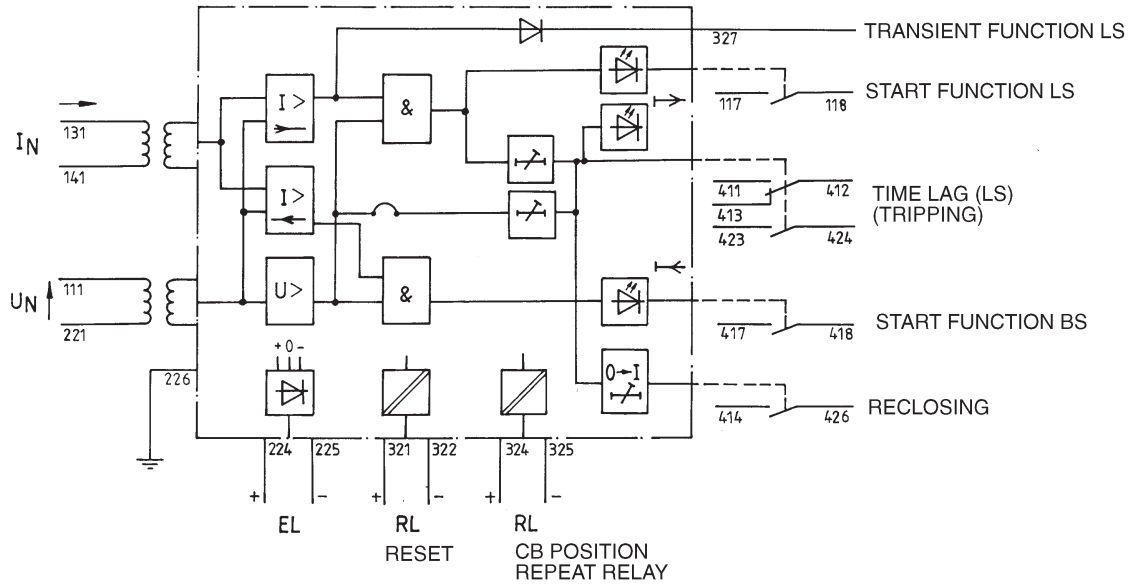 327 TRANSIENT FUNCTION LS
I> & 117 118 START FUNCTION LS
IN 131
141
I> 411 412 TIME LAG (LS)
413 (TRIPPING)
423 424
UN 111 U> &
221
417 418 START FUNCTION BS
226 +0- 0→I
414 426 RECLOSING
224 225 321 322 324 325
+ - + - + -
EL RL RL
RESET CB POSITION
REPEAT RELAY